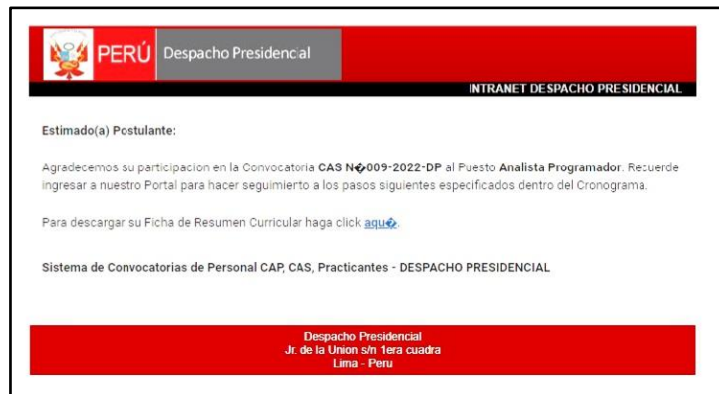 PERÚ Despacho Presidencial
INTRANET DESPACHO PRESIDENCIAL
Estimado(a) Postulante:
Agradecemos su participacion en la Convocatoria CAS N�009-2022-DP al Puesto Analista Programador. Recuerde
ingresar a nuestro Portal para hacer seguimiento a los pasos siguientes especificados dentro del Cronograma.
Para descargar su Ficha de Resumen Curricular haga click aqu�.
Sistema de Convocatorias de Personal CAP, CAS, Practicantes - DESPACHO PRESIDENCIAL
Despacho Presidencial
Jr. de la Union s/n 1era cuadra
Lima - Peru